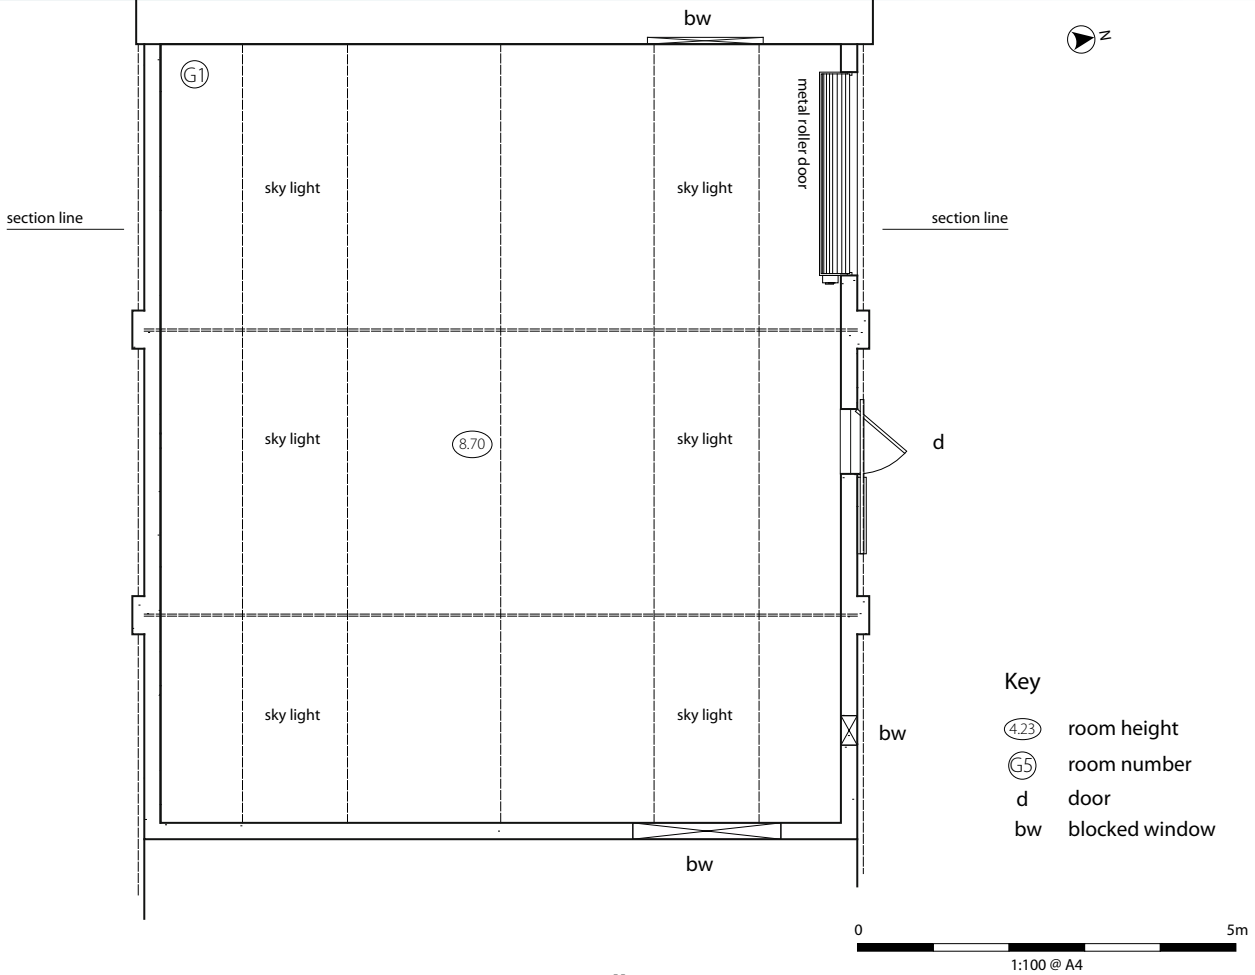 bw
N
G1
metal roller door
sky light
sky light
section line
section line
sky light
8.70
sky light
d
Key
sky light
sky light
4.23 room height
bw
G5 room number
d door
bw blocked window
bw
0 5m
1:100 @ A4